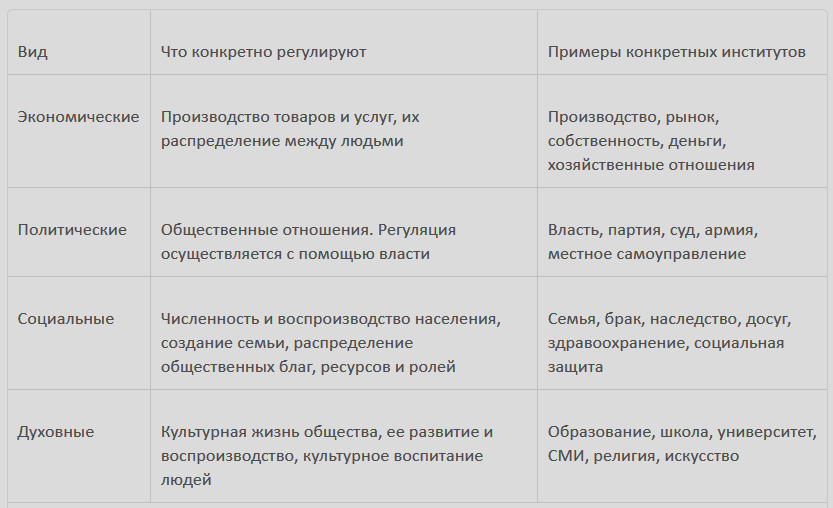 Вид
Что конкретно регулируют
Примеры конкретных институтов
Экономические
Производство товаров и услуг, их
распределение между людьми
Производство, рынок,
собственность, деньги,
хозяйственные отношения
Политические
Общественные отношения. Регуляция
осуществляется с помощью власти
Власть, партия, суд, армия,
местное самоуправление
Социальные
Численность и воспроизводство населения,
создание семьи, распределение
общественных благ, ресурсов и ролей
Семья, брак, наследство, досуг,
здравоохранение, социальная
защита
Духовные
Культурная жизнь общества, ее развитие и
воспроизводство, культурное воспитание
людей
Образование, школа, университет,
СМИ, религия, искусство